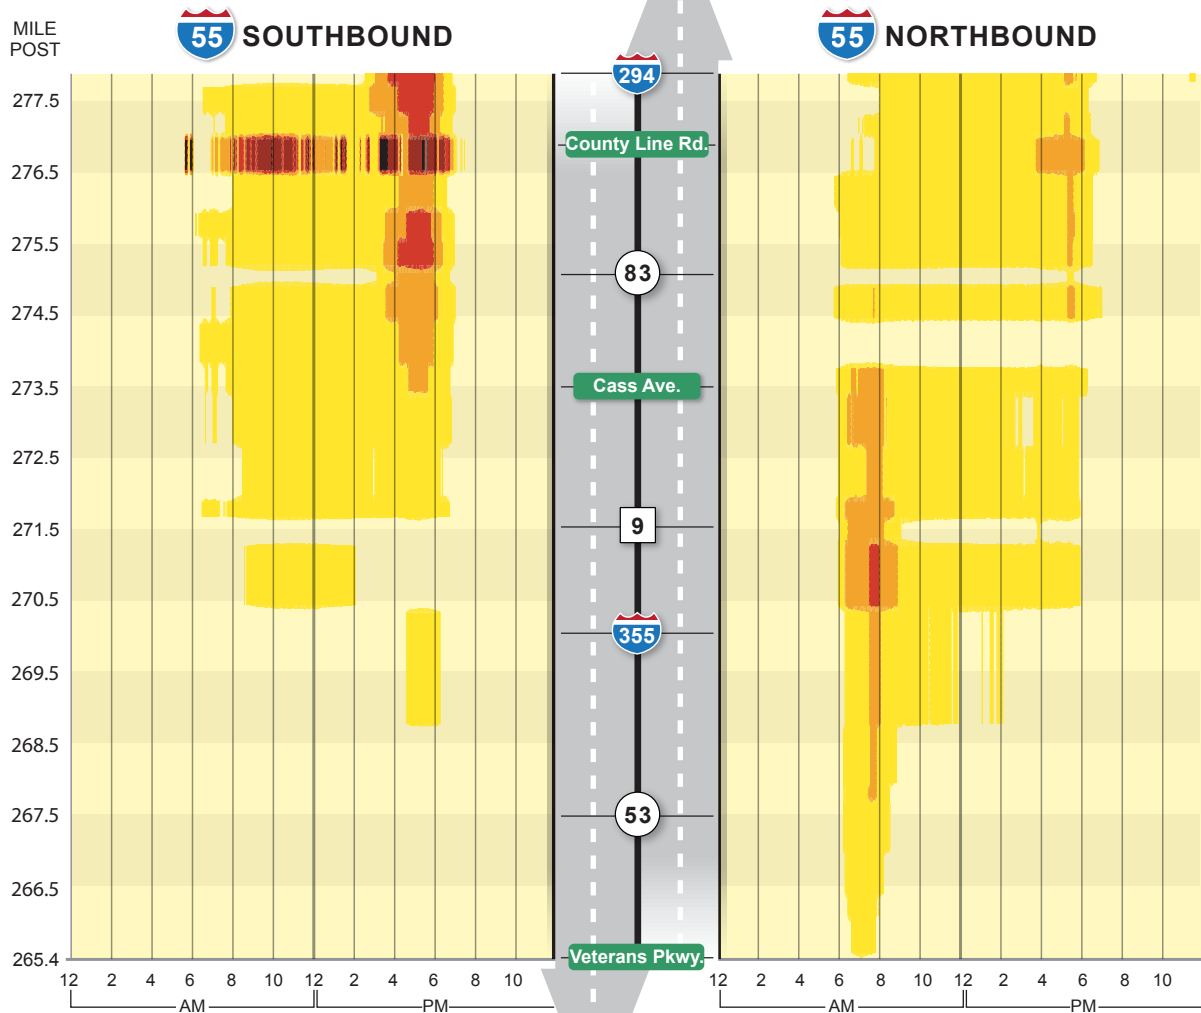 MILE
POST
55 SOUTHBOUND
55 NORTHBOUND
294
277.5
County Line Rd.
276.5
275.5
83
274.5
Cass Ave.
273.5
272.5
9
271.5
270.5
355
269.5
268.5
53
267.5
266.5
Veterans Pkwy.
265.4
12 2 4 6 8 10 12 2 4 6 8 10
12 2 4 6 8 10 12 2 4 6 8 10
AM PM
AM PM